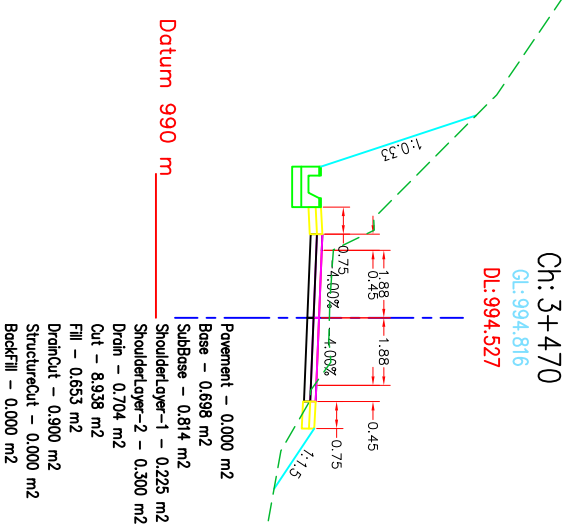 Ch: 3+470
GL: 994.816
DL: 994.527
1:0.33
0.75
0.45
1.88
4.00%
-4.00%
1.88
0.45
0.75
1:1.5
Datum 990 m
Pavement - 0.000 m2
Base - 0.698 m2
SubBase - 0.814 m2
ShoulderLayer-1 - 0.225 m2
ShoulderLayer-2 - 0.300 m2
Drain - 0.704 m2
Cut - 8.938 m2
Fill - 0.653 m2
DrainCut - 0.900 m2
StructureCut - 0.000 m2
BackFill - 0.000 m2